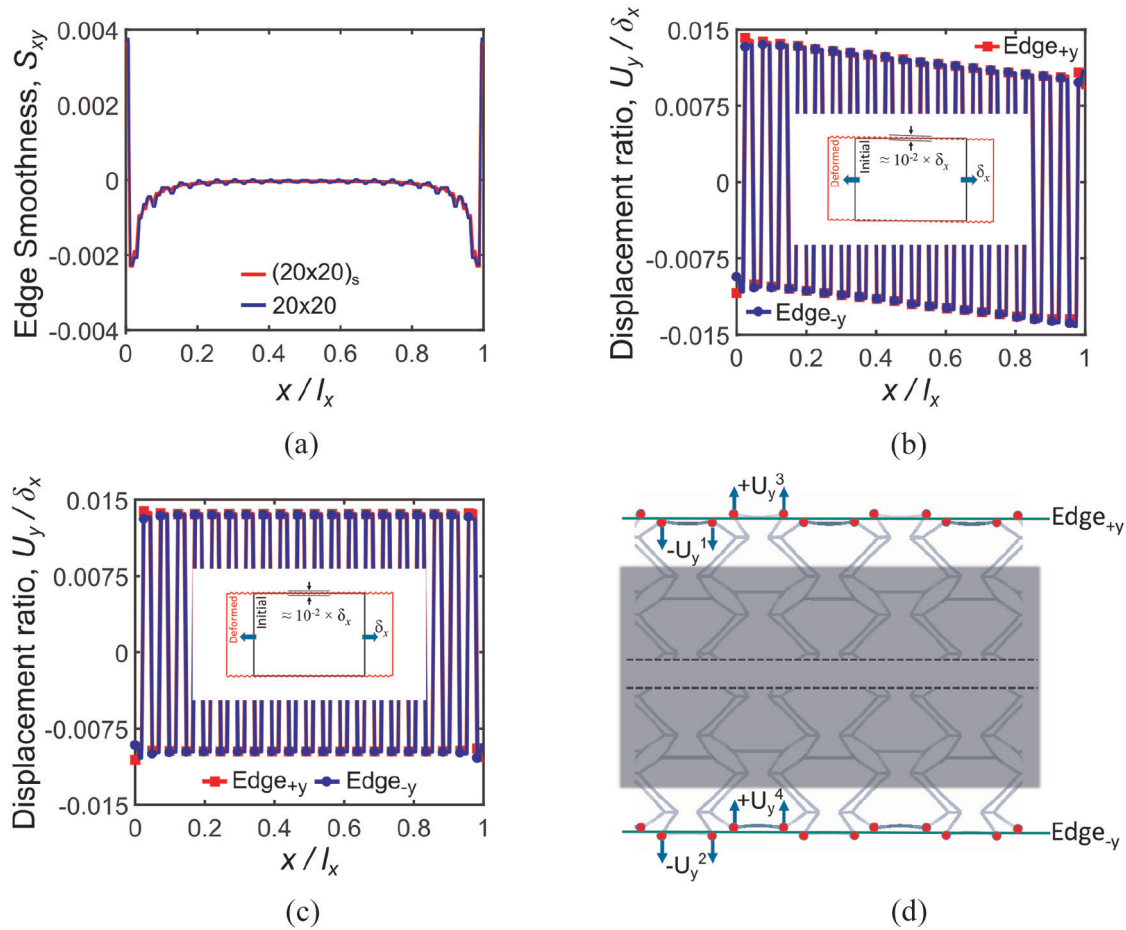 Edge Smoothness, Sxy
0.004
0.002
0
-0.002
-0.004
(20x20)s
20x20
0 0.2 0.4 0.6 0.8 1
x / lx
(a)
Displacement ratio, Uy / δx
0.015
0.0075
0
-0.0075
-0.015
Edge+y
Deformed
Initial
≈ 10-2 × δx
δx
Edge-y
0 0.2 0.4 0.6 0.8 1
x / lx
(b)
Displacement ratio, Uy / δx
0.015
0.0075
0
-0.0075
-0.015
Deformed
Initial
≈ 10-2 × δx
δx
Edge+y Edge-y
0 0.2 0.4 0.6 0.8 1
x / lx
(c)
+Uy3
Edge+y
-Uy1
+Uy4
Edge-y
-Uy2
(d)